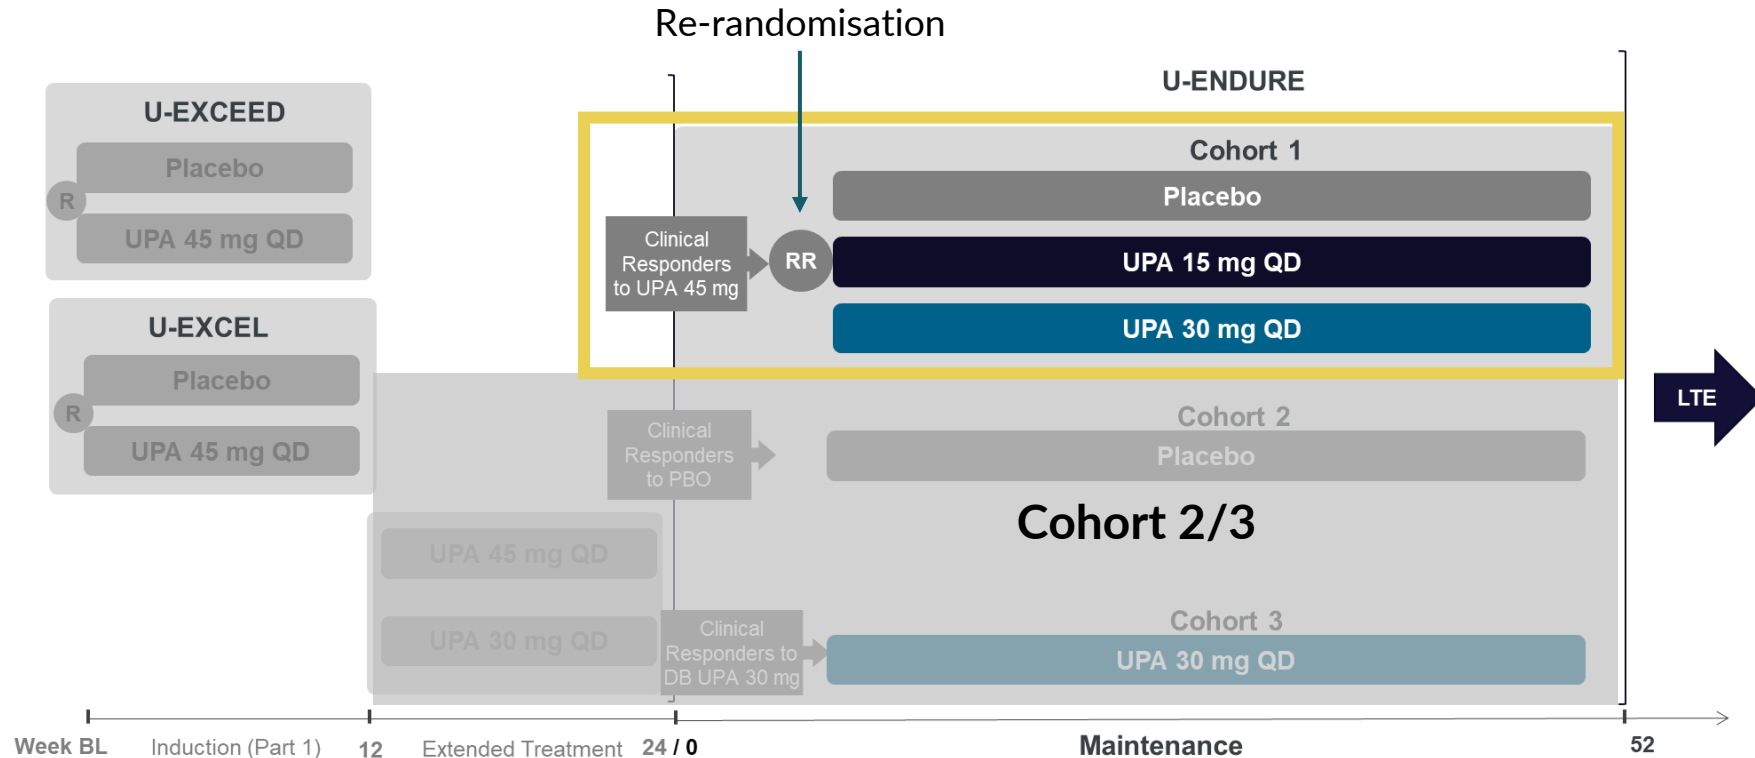 Re-randomisation
U-EXCEED
Placebo
R
UPA 45 mg QD
U-EXCEL
Placebo
R
UPA 45 mg QD
UPA 45 mg QD
UPA 30 mg QD
U-ENDURE
Cohort 1
Clinical
Responders
to UPA 45 mg
RR
Placebo
UPA 15 mg QD
UPA 30 mg QD
Cohort 2
Clinical
Responders
to PBO
Placebo
Cohort 2/3
Cohort 3
Clinical
Responders to
DB UPA 30 mg
UPA 30 mg QD
LTE
Week BL Induction (Part 1) 12 Extended Treatment 24 / 0 Maintenance 52